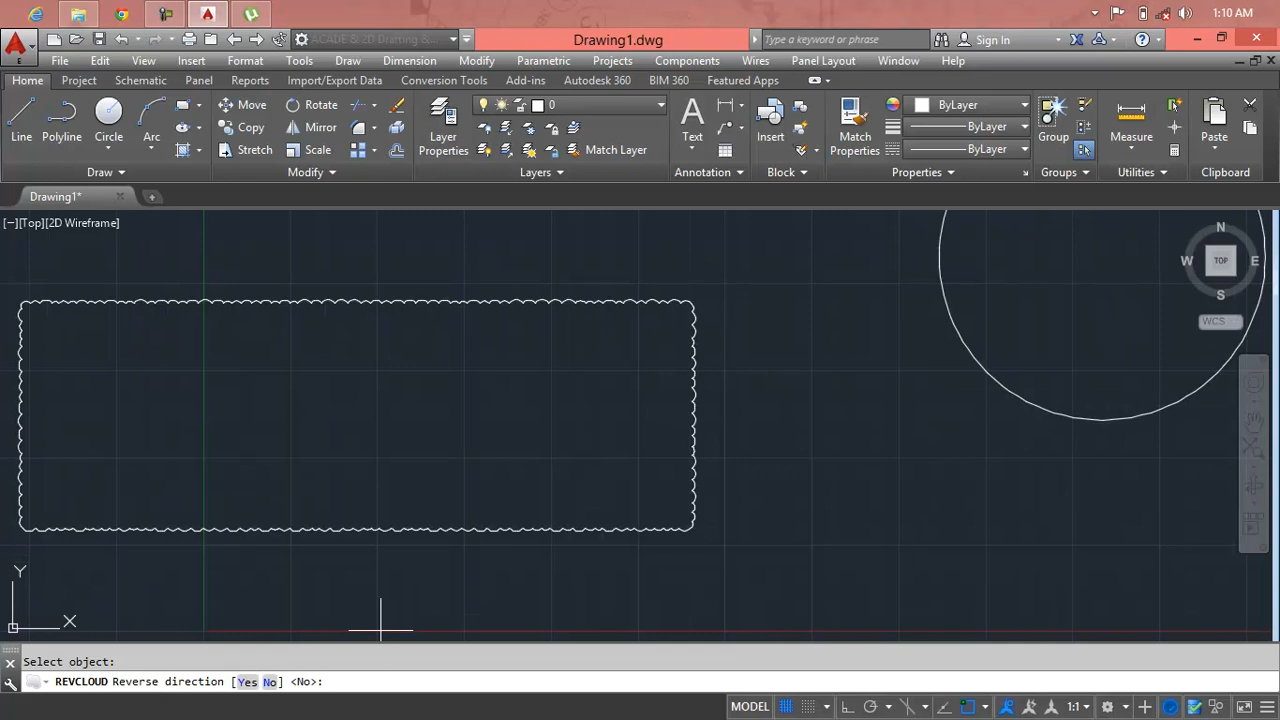 1:10 AM
ACADE & 2D Drafting &
Drawing1.dwg
Type a keyword or phrase
Sign In
File Edit View Insert Format Tools Draw Dimension Modify Parametric Projects Components Wires Panel Layout Window Help
Home Project Schematic Panel Reports Import/Export Data Conversion Tools Add-ins Autodesk 360 BIM 360 Featured Apps
Line Polyline Circle Arc
Move Rotate
Copy Mirror
Stretch Scale
Layer Properties
0
Match Layer
Text
Insert
Match Properties
ByLayer
ByLayer
ByLayer
Group
Measure
Paste
Draw Modify Layers Annotation Block Properties Groups Utilities Clipboard
Drawing1*
[−][Top][2D Wireframe]
N
W TOP E
S
WCS
Y
X
Select object:
REVCLOUD Reverse direction [Yes No] <No>:
MODEL 1:1